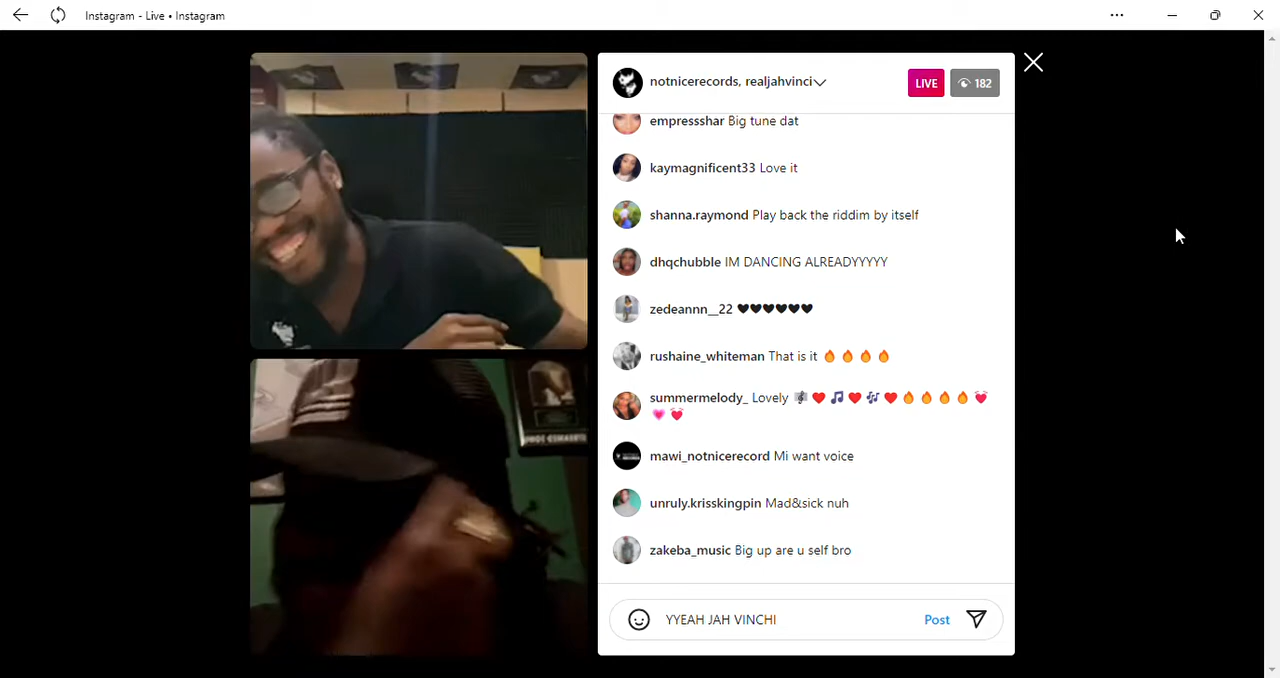 Instagram - Live • Instagram
notnicerecords, realjahvinci
LIVE
182
empressshar Big tune dat
kaymagnificent33 Love it
shanna.raymond Play back the riddim by itself
dhqchubble IM DANCING ALREADYYYYY
zedeannn__22 🖤🖤🖤🖤🖤🖤
rushaine_whiteman That is it 🔥 🔥 🔥 🔥
summermelody_ Lovely 🎼 ❤️ 🎵 ❤️ 🎶 ❤️ 🔥 🔥 🔥 🔥 💓
💗 💓
mawi_notnicerecord Mi want voice
unruly.krisskingpin Mad&sick nuh
zakeba_music Big up are u self bro
YYEAH JAH VINCHI
Post